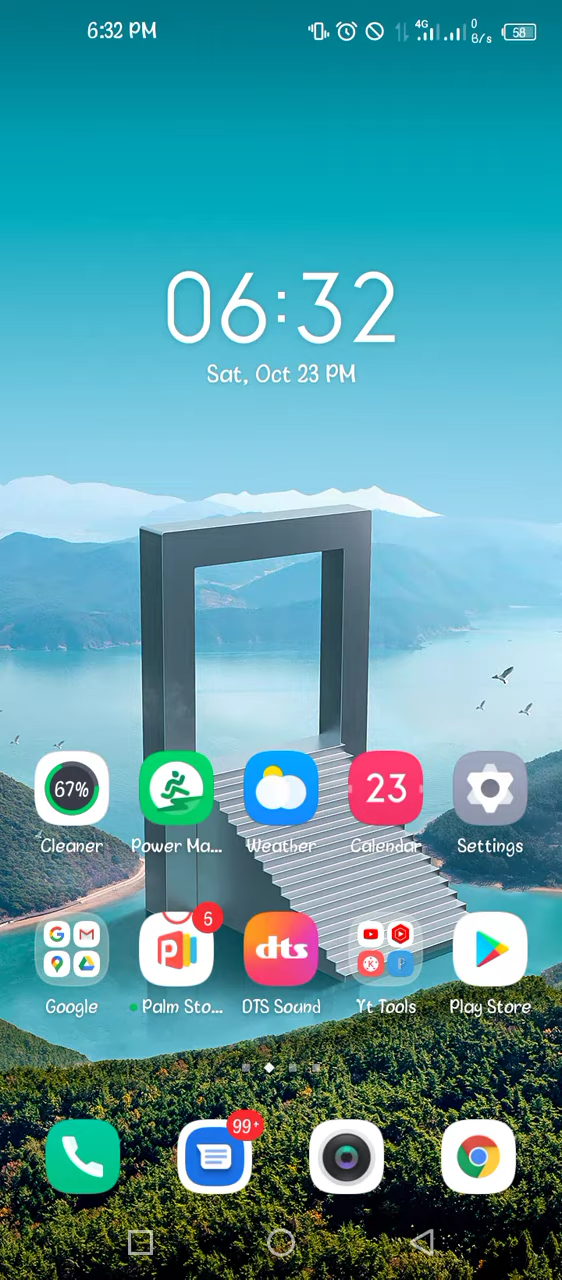 6:32 PM
4G
0
B/s
58
06:32
Sat, Oct 23 PM
67%
23
Cleaner
Power Ma...
Weather
Calendar
Settings
6
dts
Google
Palm Sto...
DTS Sound
Yt Tools
Play Store
99+